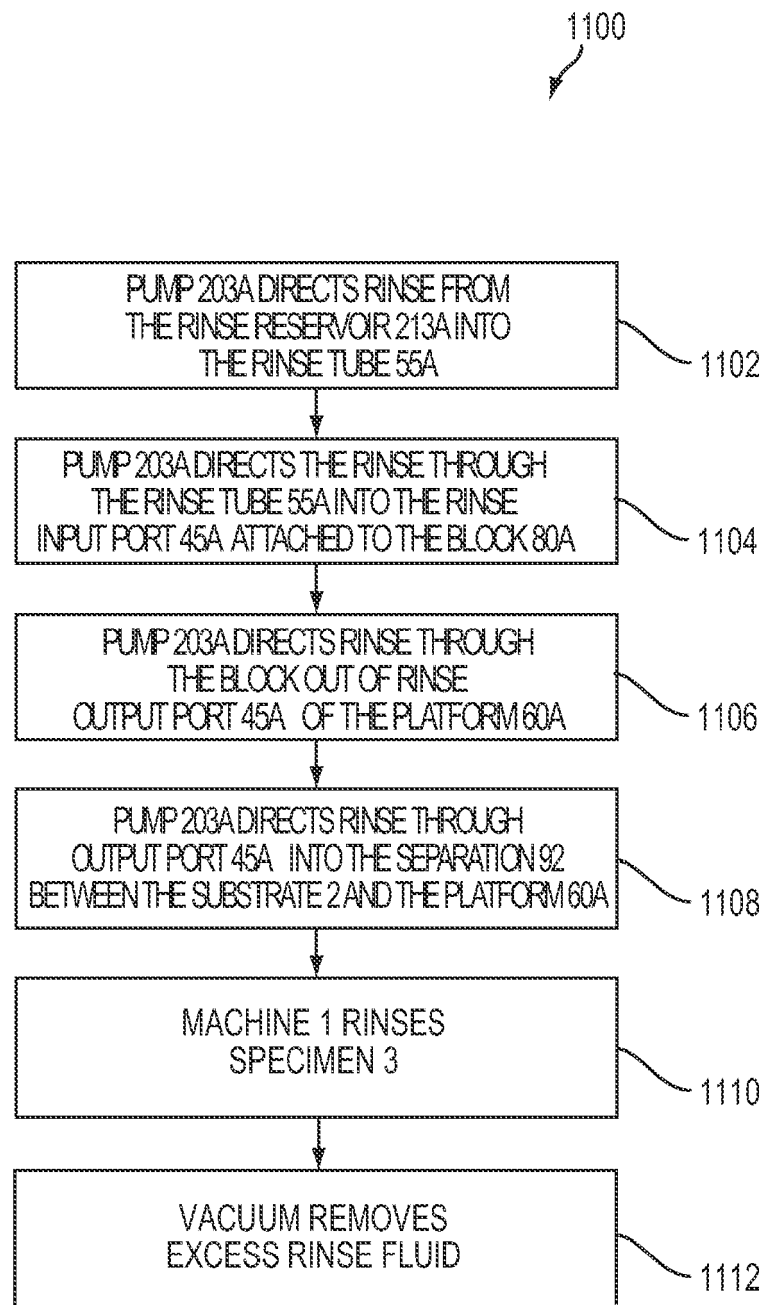 1100
PUMP 203A DIRECTS RINSE FROM
THE RINSE RESERVOIR 213A INTO
THE RINSE TUBE 55A
1102
PUMP 203A DIRECTS THE RINSE THROUGH
THE RINSE TUBE 55A INTO THE RINSE
INPUT PORT 45A ATTACHED TO THE BLOCK 80A
1104
PUMP 203A DIRECTS RINSE THROUGH
THE BLOCK OUT OF RINSE
OUTPUT PORT 45A OF THE PLATFORM 60A
1106
PUMP 203A DIRECTS RINSE THROUGH
OUTPUT PORT 45A INTO THE SEPARATION 92
BETWEEN THE SUBSTRATE 2 AND THE PLATFORM 60A
1108
MACHINE 1 RINSES
SPECIMEN 3
1110
VACUUM REMOVES
EXCESS RINSE FLUID
1112